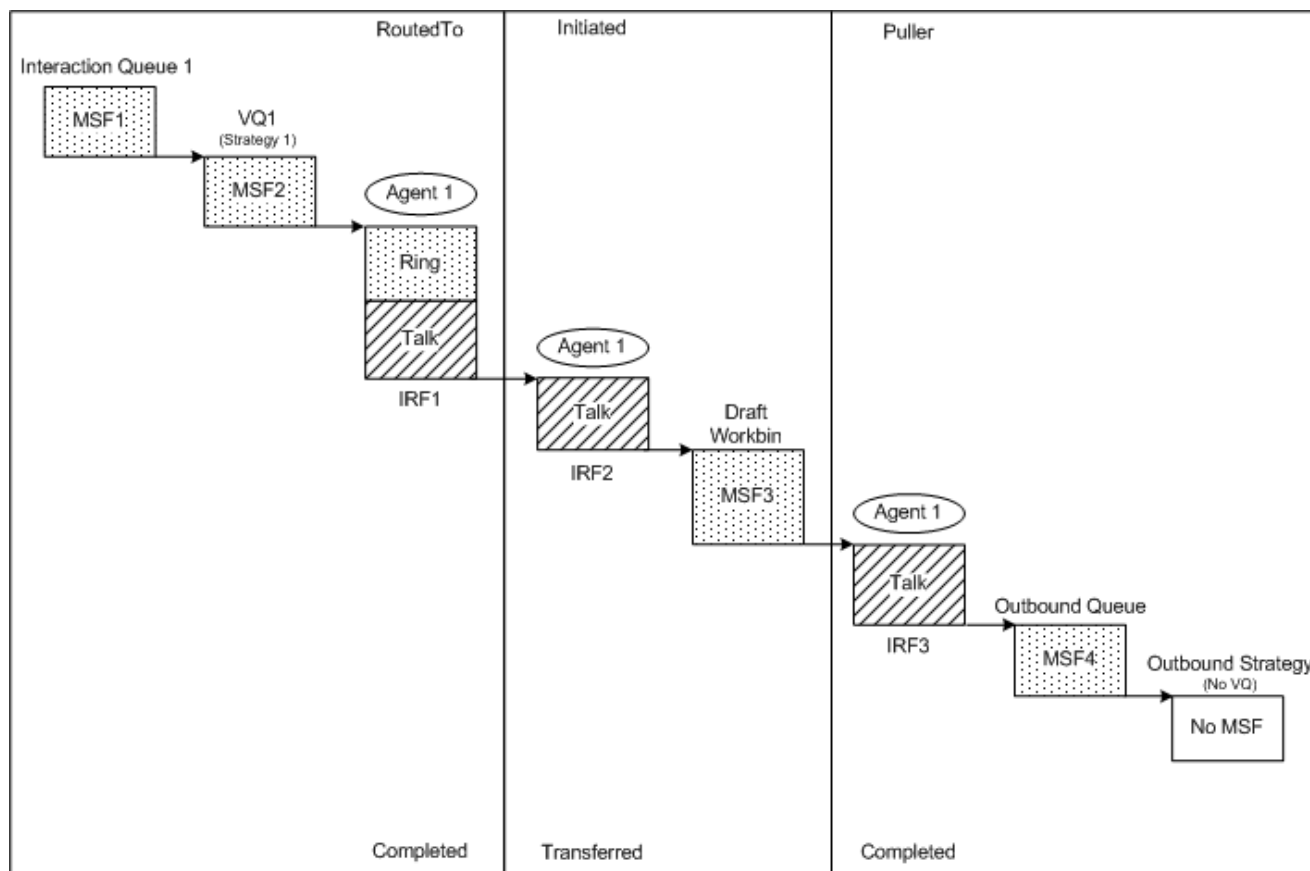 RoutedTo
Initiated
Puller
Interaction Queue 1
MSF1
VQ1
(Strategy 1)
MSF2
Agent 1
Ring
Talk
IRF1
Agent 1
Talk
IRF2
Draft
Workbin
MSF3
Agent 1
Talk
IRF3
Outbound Queue
MSF4
Outbound Strategy
(No VQ)
No MSF
Completed
Transferred
Completed